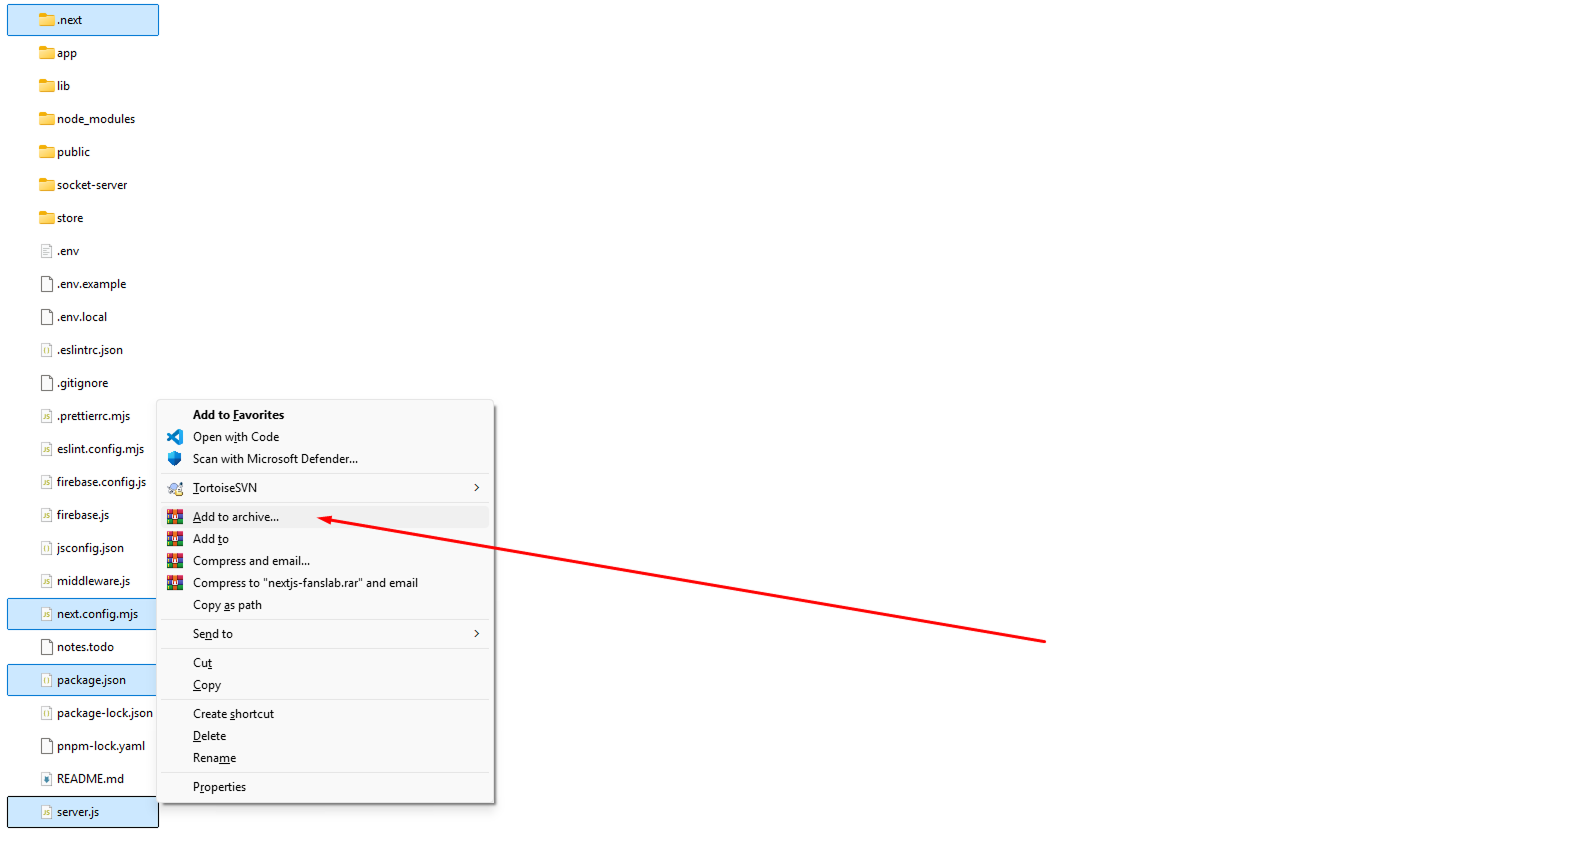 .next
app
lib
node_modules
public
socket-server
store
.env
.env.example
.env.local
.eslintrc.json
.gitignore
.prettierrc.mjs
eslint.config.mjs
firebase.config.js
firebase.js
jsconfig.json
middleware.js
next.config.mjs
notes.todo
package.json
package-lock.json
pnpm-lock.yaml
README.md
server.js
Add to Favorites
Open with Code
Scan with Microsoft Defender...
TortoiseSVN
Add to archive...
Add to
Compress and email...
Compress to "nextjs-fanslab.rar" and email
Copy as path
Send to
Cut
Copy
Create shortcut
Delete
Rename
Properties